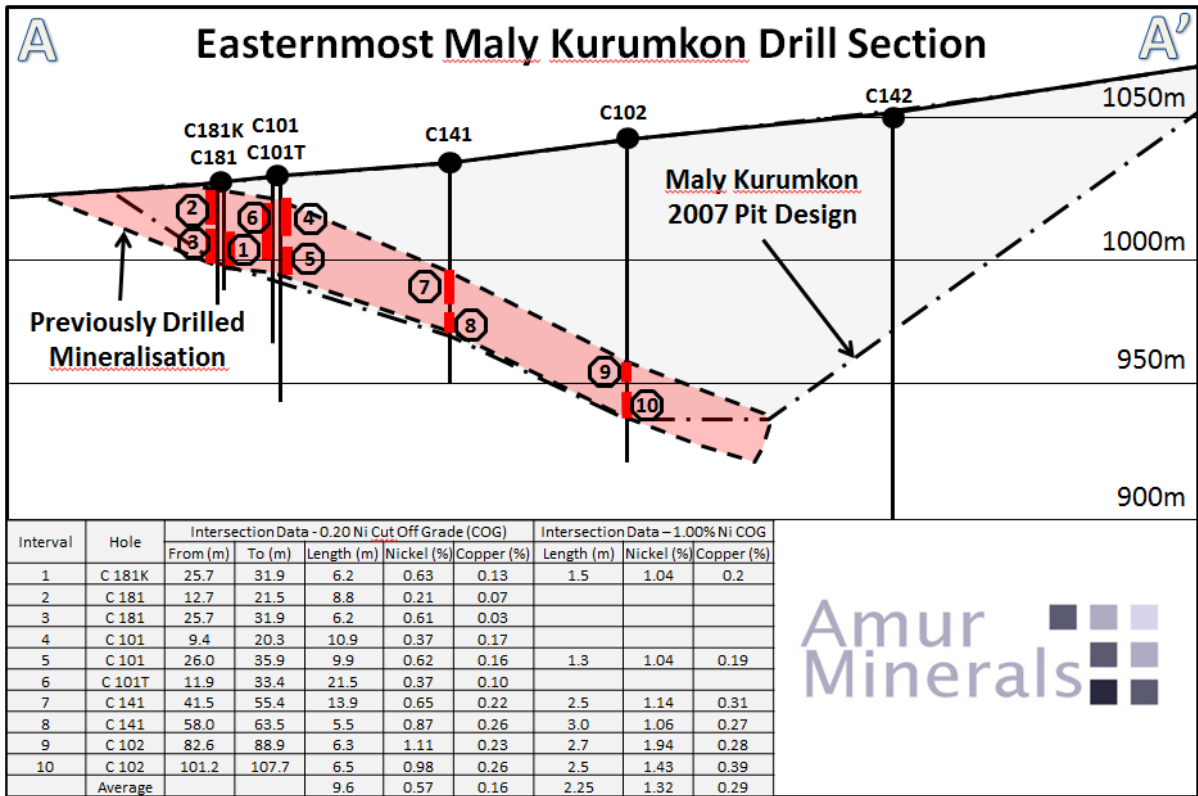 A Easternmost Maly Kurumkon Drill Section A'
1050m
C142
C102
C141
C181K C101
C181 C101T
Maly Kurumkon
2007 Pit Design
2
6
4
3
1
5
1000m
7
8
Previously Drilled
Mineralisation
9
10
950m
900m
Interval Hole Intersection Data - 0.20 Ni Cut Off Grade (COG) Intersection Data – 1.00% Ni COG
From (m) To (m) Length (m) Nickel (%) Copper (%) Length (m) Nickel (%) Copper (%)
1 C 181K 25.7 31.9 6.2 0.63 0.13 1.5 1.04 0.2
2 C 181 12.7 21.5 8.8 0.21 0.07
3 C 181 25.7 31.9 6.2 0.61 0.03
4 C 101 9.4 20.3 10.9 0.37 0.17
5 C 101 26.0 35.9 9.9 0.62 0.16 1.3 1.04 0.19
6 C 101T 11.9 33.4 21.5 0.37 0.10
7 C 141 41.5 55.4 13.9 0.65 0.22 2.5 1.14 0.31
8 C 141 58.0 63.5 5.5 0.87 0.26 3.0 1.06 0.27
9 C 102 82.6 88.9 6.3 1.11 0.23 2.7 1.94 0.28
10 C 102 101.2 107.7 6.5 0.98 0.26 2.5 1.43 0.39
Average 9.6 0.57 0.16 2.25 1.32 0.29
Amur
Minerals